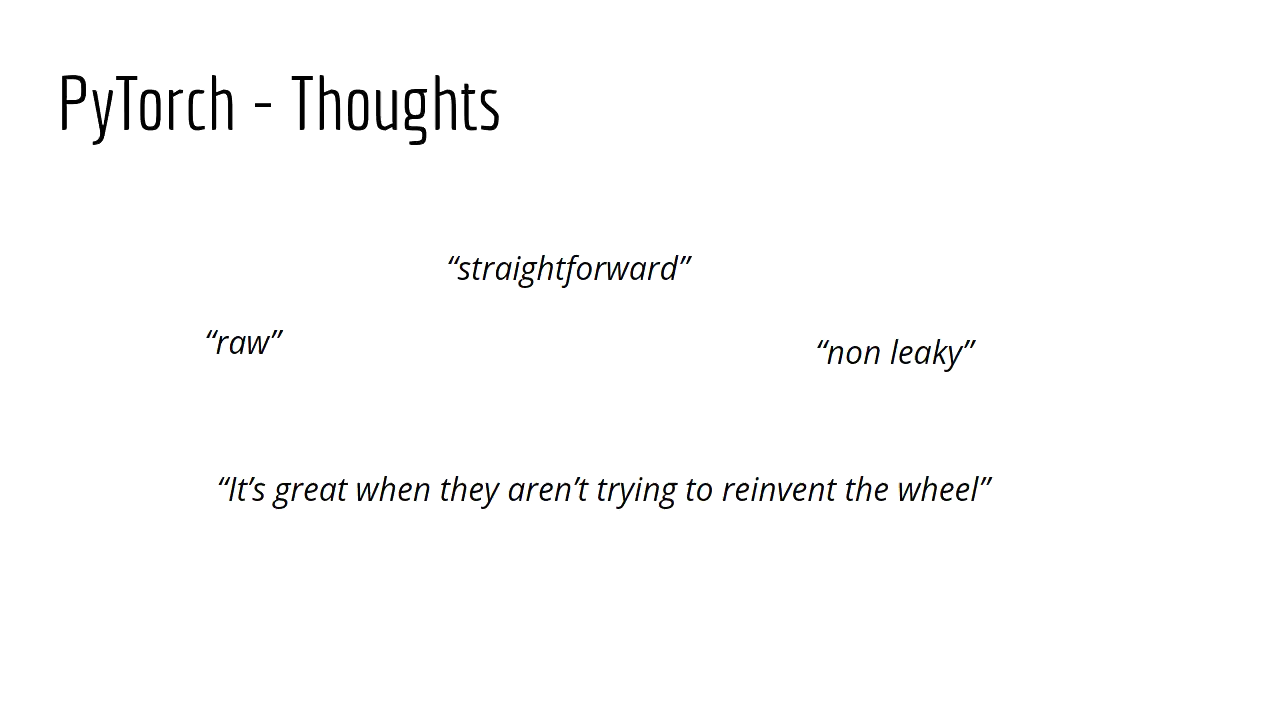 PyTorch - Thoughts
“straightforward”
“raw”
“non leaky”
“It’s great when they aren’t trying to reinvent the wheel”